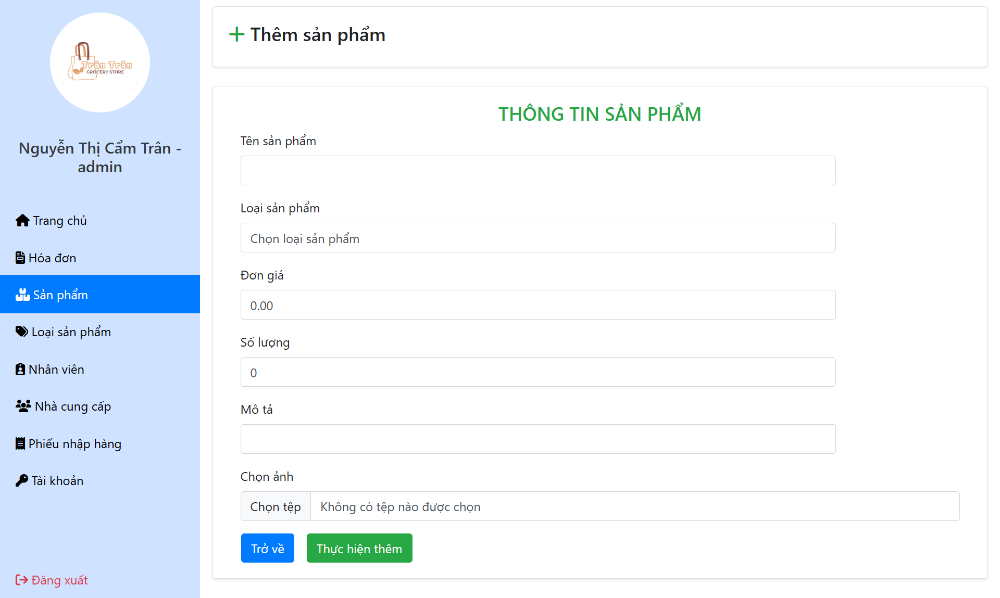 Trân Trân
GROCERY STORE
Nguyễn Thị Cẩm Trân -
admin
Trang chủ
Hóa đơn
Sản phẩm
Loại sản phẩm
Nhân viên
Nhà cung cấp
Phiếu nhập hàng
Tài khoản
Đăng xuất
Thêm sản phẩm
THÔNG TIN SẢN PHẨM
Tên sản phẩm
Loại sản phẩm
Chọn loại sản phẩm
Đơn giá
0.00
Số lượng
0
Mô tả
Chọn ảnh
Chọn tệp Không có tệp nào được chọn
Trở về Thực hiện thêm